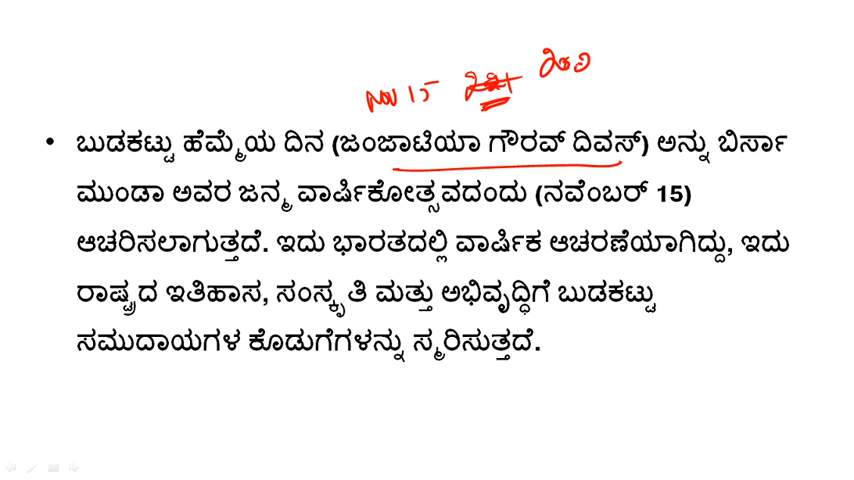 Nov 15
• ಬುಡಕಟ್ಟು ಹೆಮ್ಮೆಯ ದಿನ (ಜಂಜಾಟಿಯಾ ಗೌರವ್ ದಿವಸ್) ಅನ್ನು ಬಿರ್ಸಾ
ಮುಂಡಾ ಅವರ ಜನ್ಮ ವಾರ್ಷಿಕೋತ್ಸವದಂದು (ನವೆಂಬರ್ 15)
ಆಚರಿಸಲಾಗುತ್ತದೆ. ಇದು ಭಾರತದಲ್ಲಿ ವಾರ್ಷಿಕ ಆಚರಣೆಯಾಗಿದ್ದು, ಇದು
ರಾಷ್ಟ್ರದ ಇತಿಹಾಸ, ಸಂಸ್ಕೃತಿ ಮತ್ತು ಅಭಿವೃದ್ಧಿಗೆ ಬುಡಕಟ್ಟು
ಸಮುದಾಯಗಳ ಕೊಡುಗೆಗಳನ್ನು ಸ್ಮರಿಸುತ್ತದೆ.